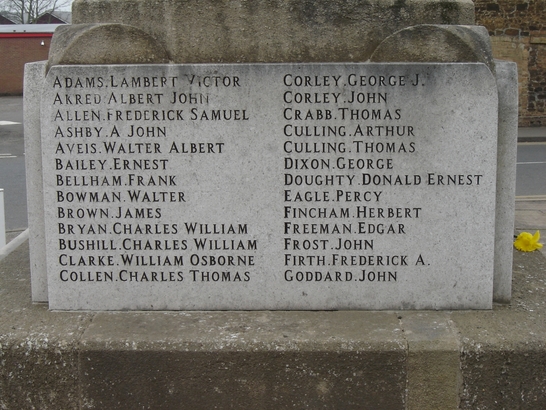 ADAMS.LAMBERT VICTOR
AKRED ALBERT JOHN
ALLEN.FREDERICK SAMUEL
ASHBY.A JOHN
AVEIS.WALTER ALBERT
BAILEY.ERNEST
BELLHAM.FRANK
BOWMAN.WALTER
BROWN.JAMES
BRYAN.CHARLES WILLIAM
BUSHILL.CHARLES WILLIAM
CLARKE.WILLIAM OSBORNE
COLLEN.CHARLES THOMAS
CORLEY.GEORGE J.
CORLEY.JOHN
CRABB.THOMAS
CULLING.ARTHUR
CULLING.THOMAS
DIXON.GEORGE
DOUGHTY.DONALD ERNEST
EAGLE.PERCY
FINCHAM.HERBERT
FREEMAN.EDGAR
FROST.JOHN
FIRTH.FREDERICK A.
GODDARD.JOHN